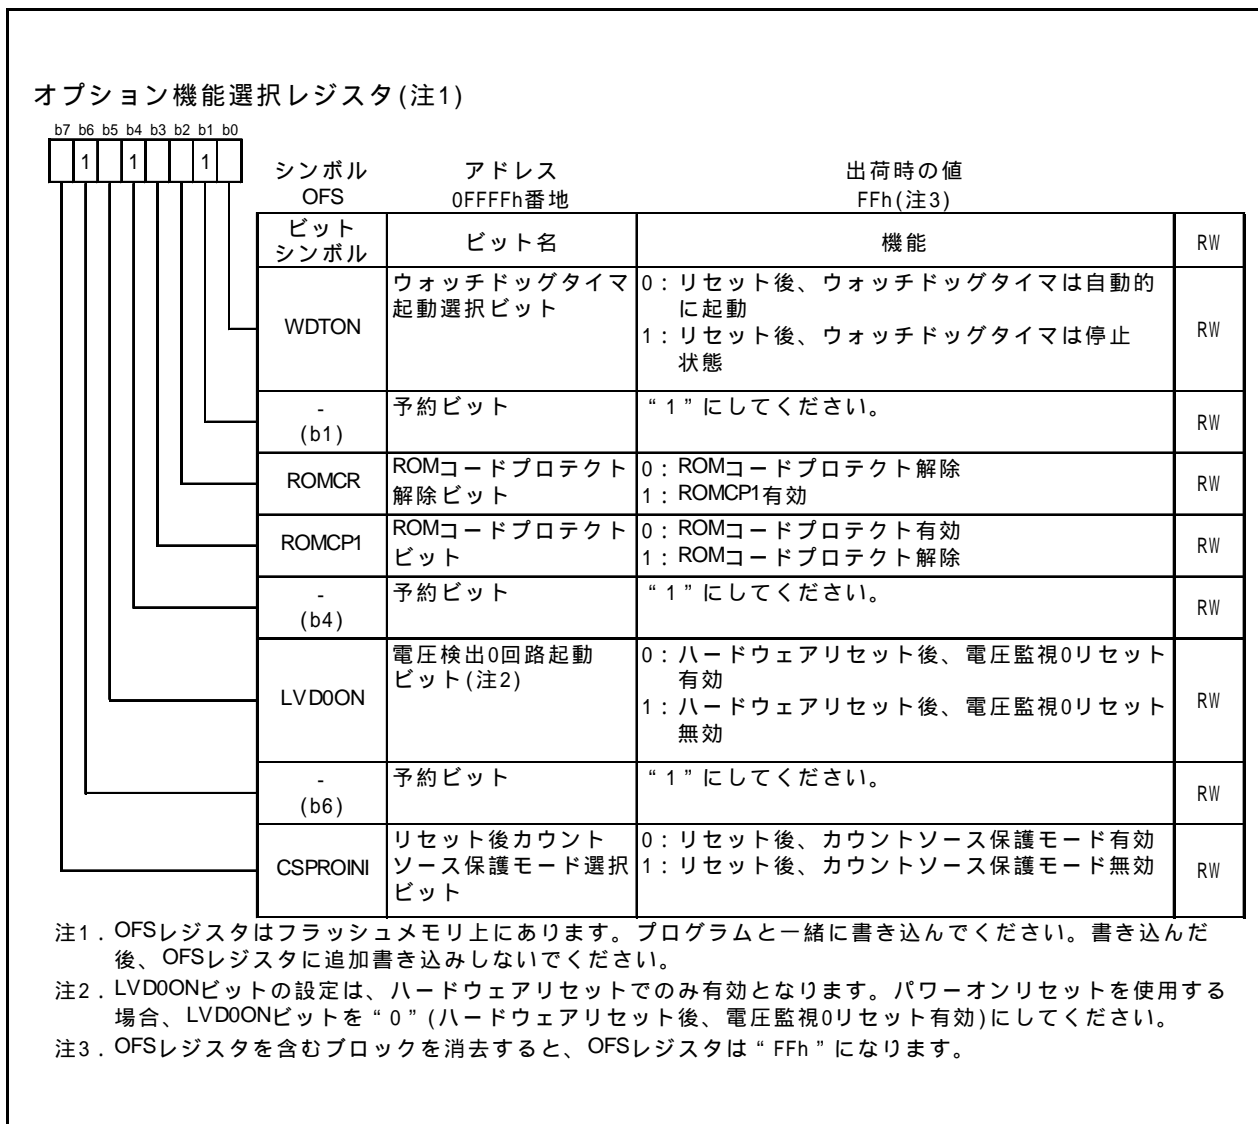 オプション機能選択レジスタ(注1)
b7 b6 b5 b4 b3 b2 b1 b0
1 1 1
シンボル アドレス 出荷時の値
OFS 0FFFFh番地 FFh(注3)
ビット
シンボル
ビット名
機能
RW
WDTON
ウォッチドッグタイマ
起動選択ビット
0：リセット後、ウォッチドッグタイマは自動的
に起動
1：リセット後、ウォッチドッグタイマは停止
状態
RW
-
(b1)
予約ビット
“1”にしてください。
RW
ROMCR
ROMコードプロテクト
解除ビット
0：ROMコードプロテクト解除
1：ROMCP1有効
RW
ROMCP1
ROMコードプロテクト
ビット
0：ROMコードプロテクト有効
1：ROMコードプロテクト解除
RW
-
(b4)
予約ビット
“1”にしてください。
RW
LVD0ON
電圧検出0回路起動
ビット(注2)
0：ハードウェアリセット後、電圧監視0リセット
有効
1：ハードウェアリセット後、電圧監視0リセット
無効
RW
-
(b6)
予約ビット
“1”にしてください。
RW
CSPROINI
リセット後カウント
ソース保護モード選択
ビット
0：リセット後、カウントソース保護モード有効
1：リセット後、カウントソース保護モード無効
RW
注1．OFSレジスタはフラッシュメモリ上にあります。プログラムと一緒に書き込んでください。書き込んだ
後、OFSレジスタに追加書き込みしないでください。
注2．LVD0ONビットの設定は、ハードウェアリセットでのみ有効となります。パワーオンリセットを使用する
場合、LVD0ONビットを“0”(ハードウェアリセット後、電圧監視0リセット有効)にしてください。
注3．OFSレジスタを含むブロックを消去すると、OFSレジスタは“FFh”になります。